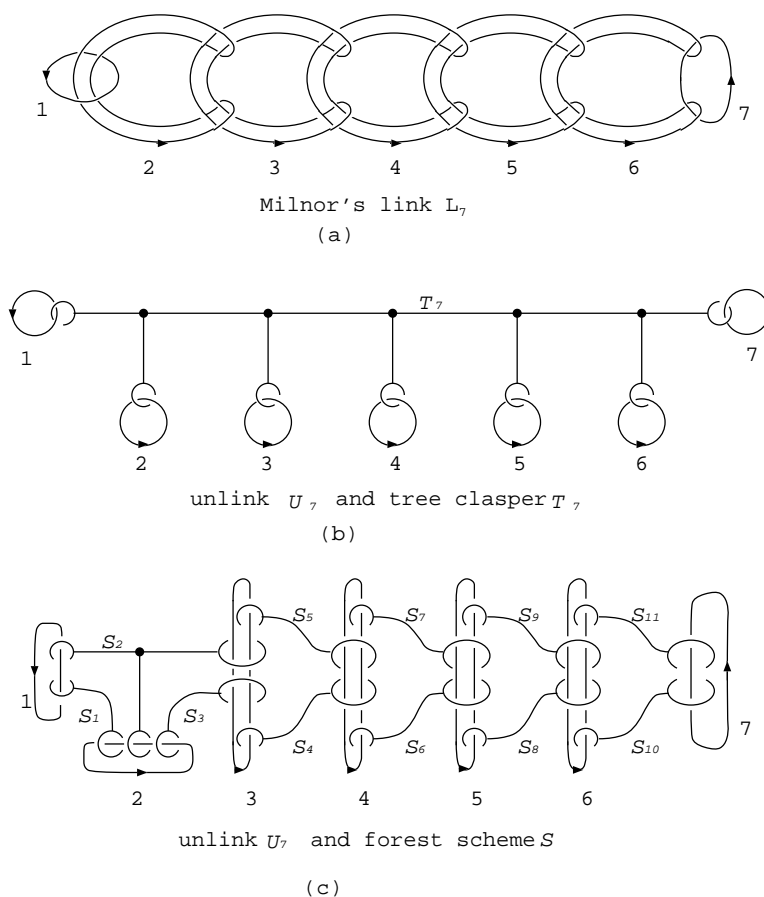 1
7
2 3 4 5 6
Milnor's link L₇
(a)
T₇
1
7
2 3 4 5 6
unlink U₇ and tree clasper T₇
(b)
S₅ S₇ S₉ S₁₁
S₂
1
S₁ S₃
7
S₄ S₆ S₈ S₁₀
2 3 4 5 6
unlink U₇ and forest scheme S
(c)